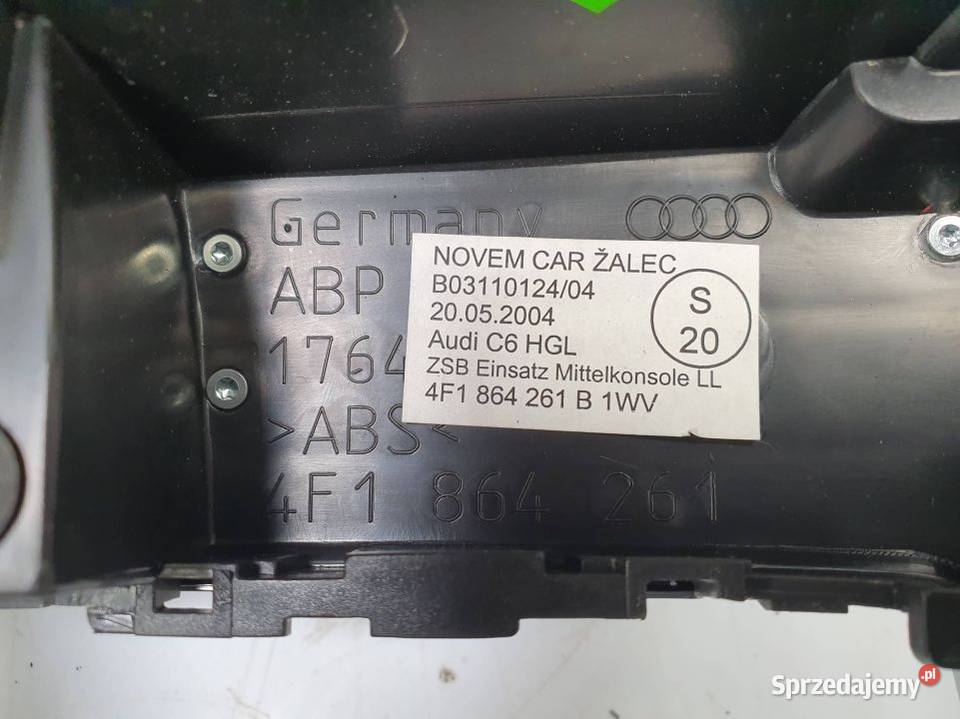 Germany
ABP
1764
>ABS<
4F1 864 261
NOVEM CAR ŽALEC
B03110124/04
20.05.2004
Audi C6 HGL
ZSB Einsatz Mittelkonsole LL
4F1 864 261 B 1WV
S
20
Sprzedajemy.pl